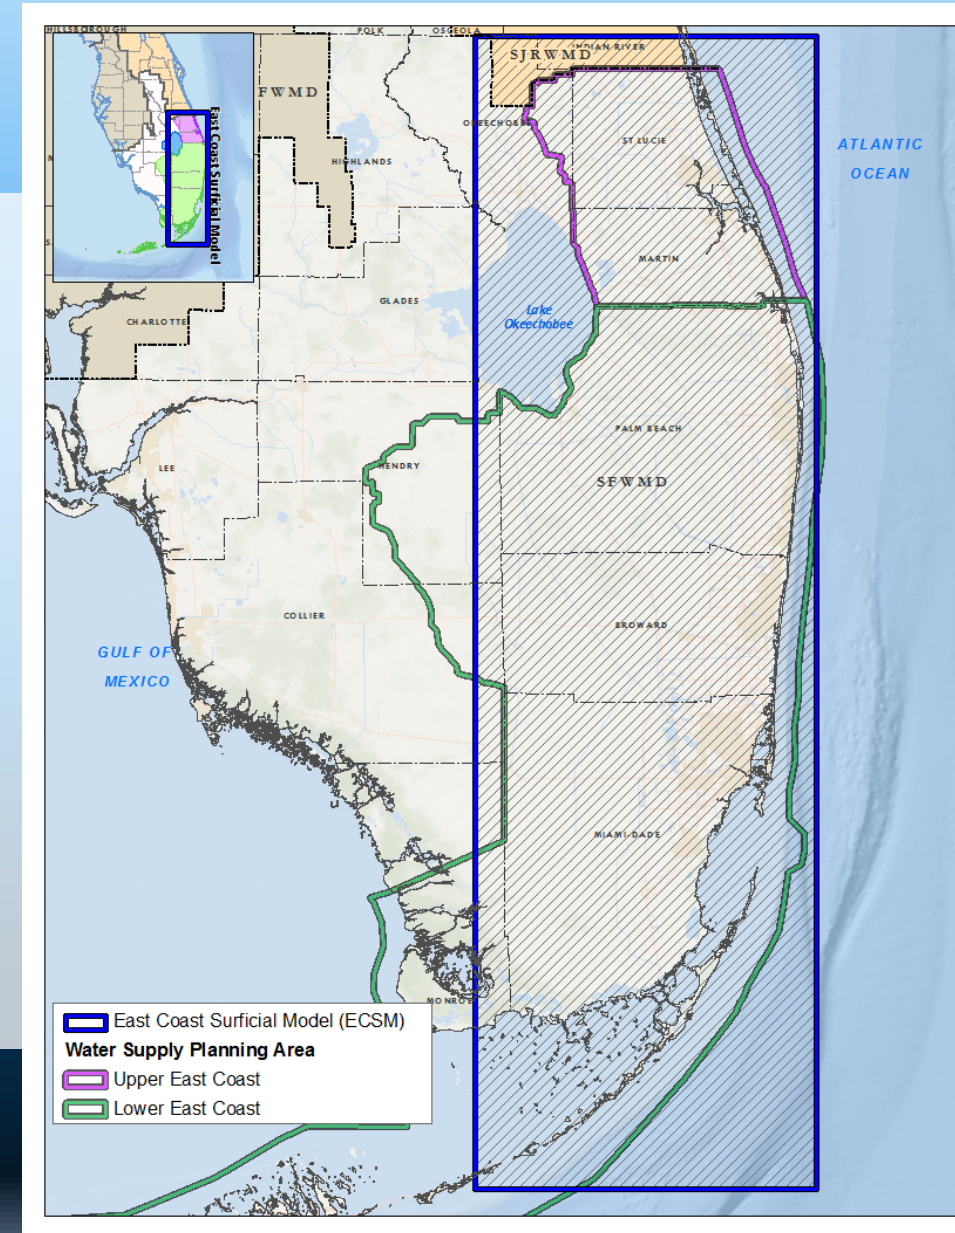 HILLSBOROUGH
POLK
OSCEOLA
INDIAN RIVER
SJRWMD
FWMD
OKEECHOBEE
ST LUCIE
ATLANTIC
OCEAN
HIGHLANDS
East Coast Surficial Model
MARTIN
GLADES
Lake
Okeechobee
CHARLOTTE
PALM BEACH
LEE
HENDRY
SFWMD
COLLIER
BROWARD
GULF OF
MEXICO
MIAMI-DADE
MONROE
East Coast Surficial Model (ECSM)
Water Supply Planning Area
Upper East Coast
Lower East Coast